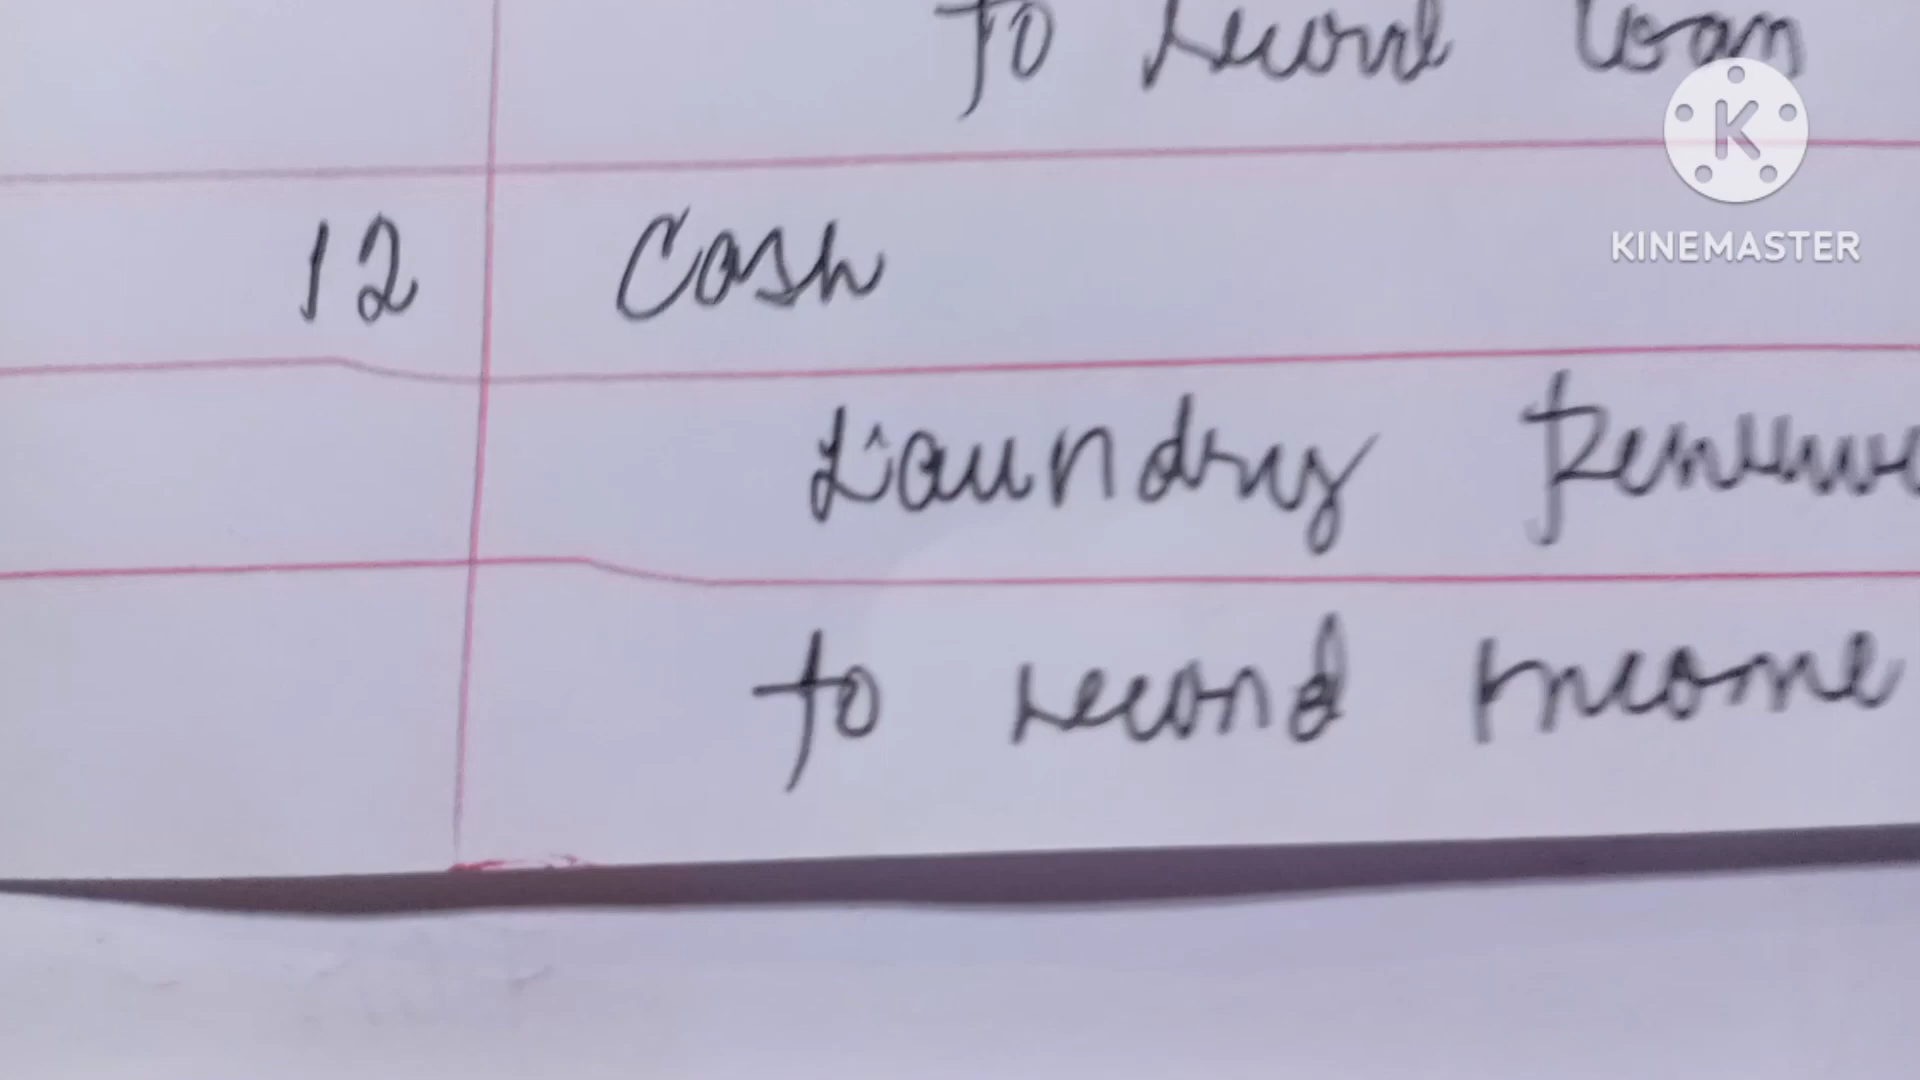 To record loan
KINEMASTER
12 Cash
Laundry Revenue
To record Income